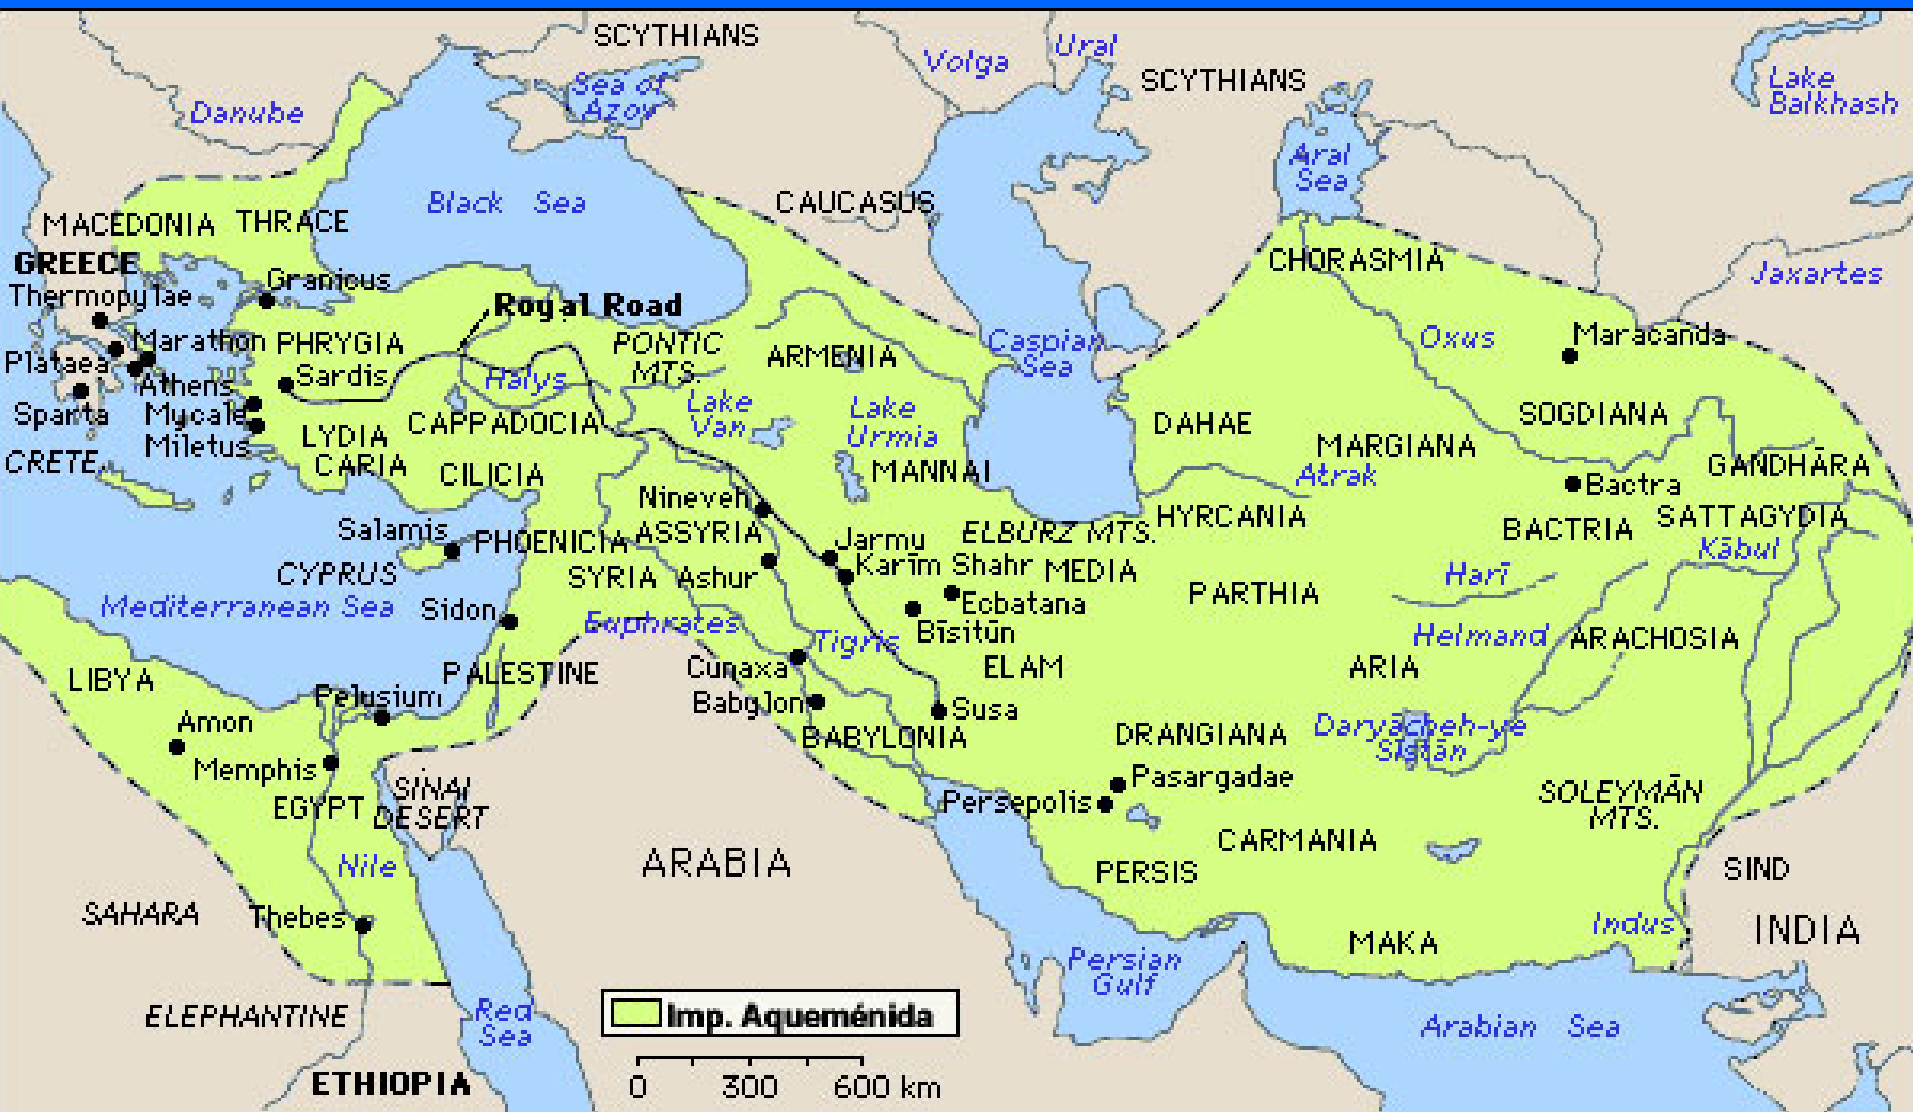 SCYTHIANS
Volga
Ural
SCYTHIANS
Lake
Balkhash
Danube
Sea of
Azov
Aral
Sea
Black Sea
CAUCASUS
MACEDONIA
THRACE
GREECE
Thermopylae
Granicus
Royal Road
CHORASMIA
Jaxartes
Plataea
Marathon
PHRYGIA
PONTIC
MTS.
ARMENIA
Caspian
Sea
Oxus
Maracanda
Athens
Sardis
Halys
Sparta
Mycale
Miletus
LYDIA
CARIA
CAPPADOCIA
Lake
Van
Lake
Urmia
DAHAE
SOGDIANA
MARGIANA
CRETE
CILICIA
MANNAI
Atrak
GANDHĀRA
Nineveh
Bactra
Salamis
PHOENICIA
ASSYRIA
Jarmu
ELBURZ MTS.
HYRCANIA
BACTRIA
SATTAGYDIA
Kābul
CYPRUS
SYRIA
Ashur
Karīm Shahr
MEDIA
Harī
Mediterranean Sea
Sidon
Euphrates
Tigris
Ecbatana
Bīsitūn
PARTHIA
Helmand
ARACHOSIA
LIBYA
PALESTINE
Cunaxa
ELAM
ARIA
Pelusium
Babylon
Susa
Amon
BABYLONIA
DRANGIANA
Daryācheh-ye
Sīstān
Memphis
SINAI
DESERT
Pasargadae
Persepolis
SOLEYMĀN
MTS.
EGYPT
CARMANIA
Nile
ARABIA
PERSIS
SIND
SAHARA
Thebes
Indus
INDIA
MAKA
Persian
Gulf
ELEPHANTINE
Red
Sea
Imp. Aqueménida
Arabian Sea
ETHIOPIA
0 300 600 km